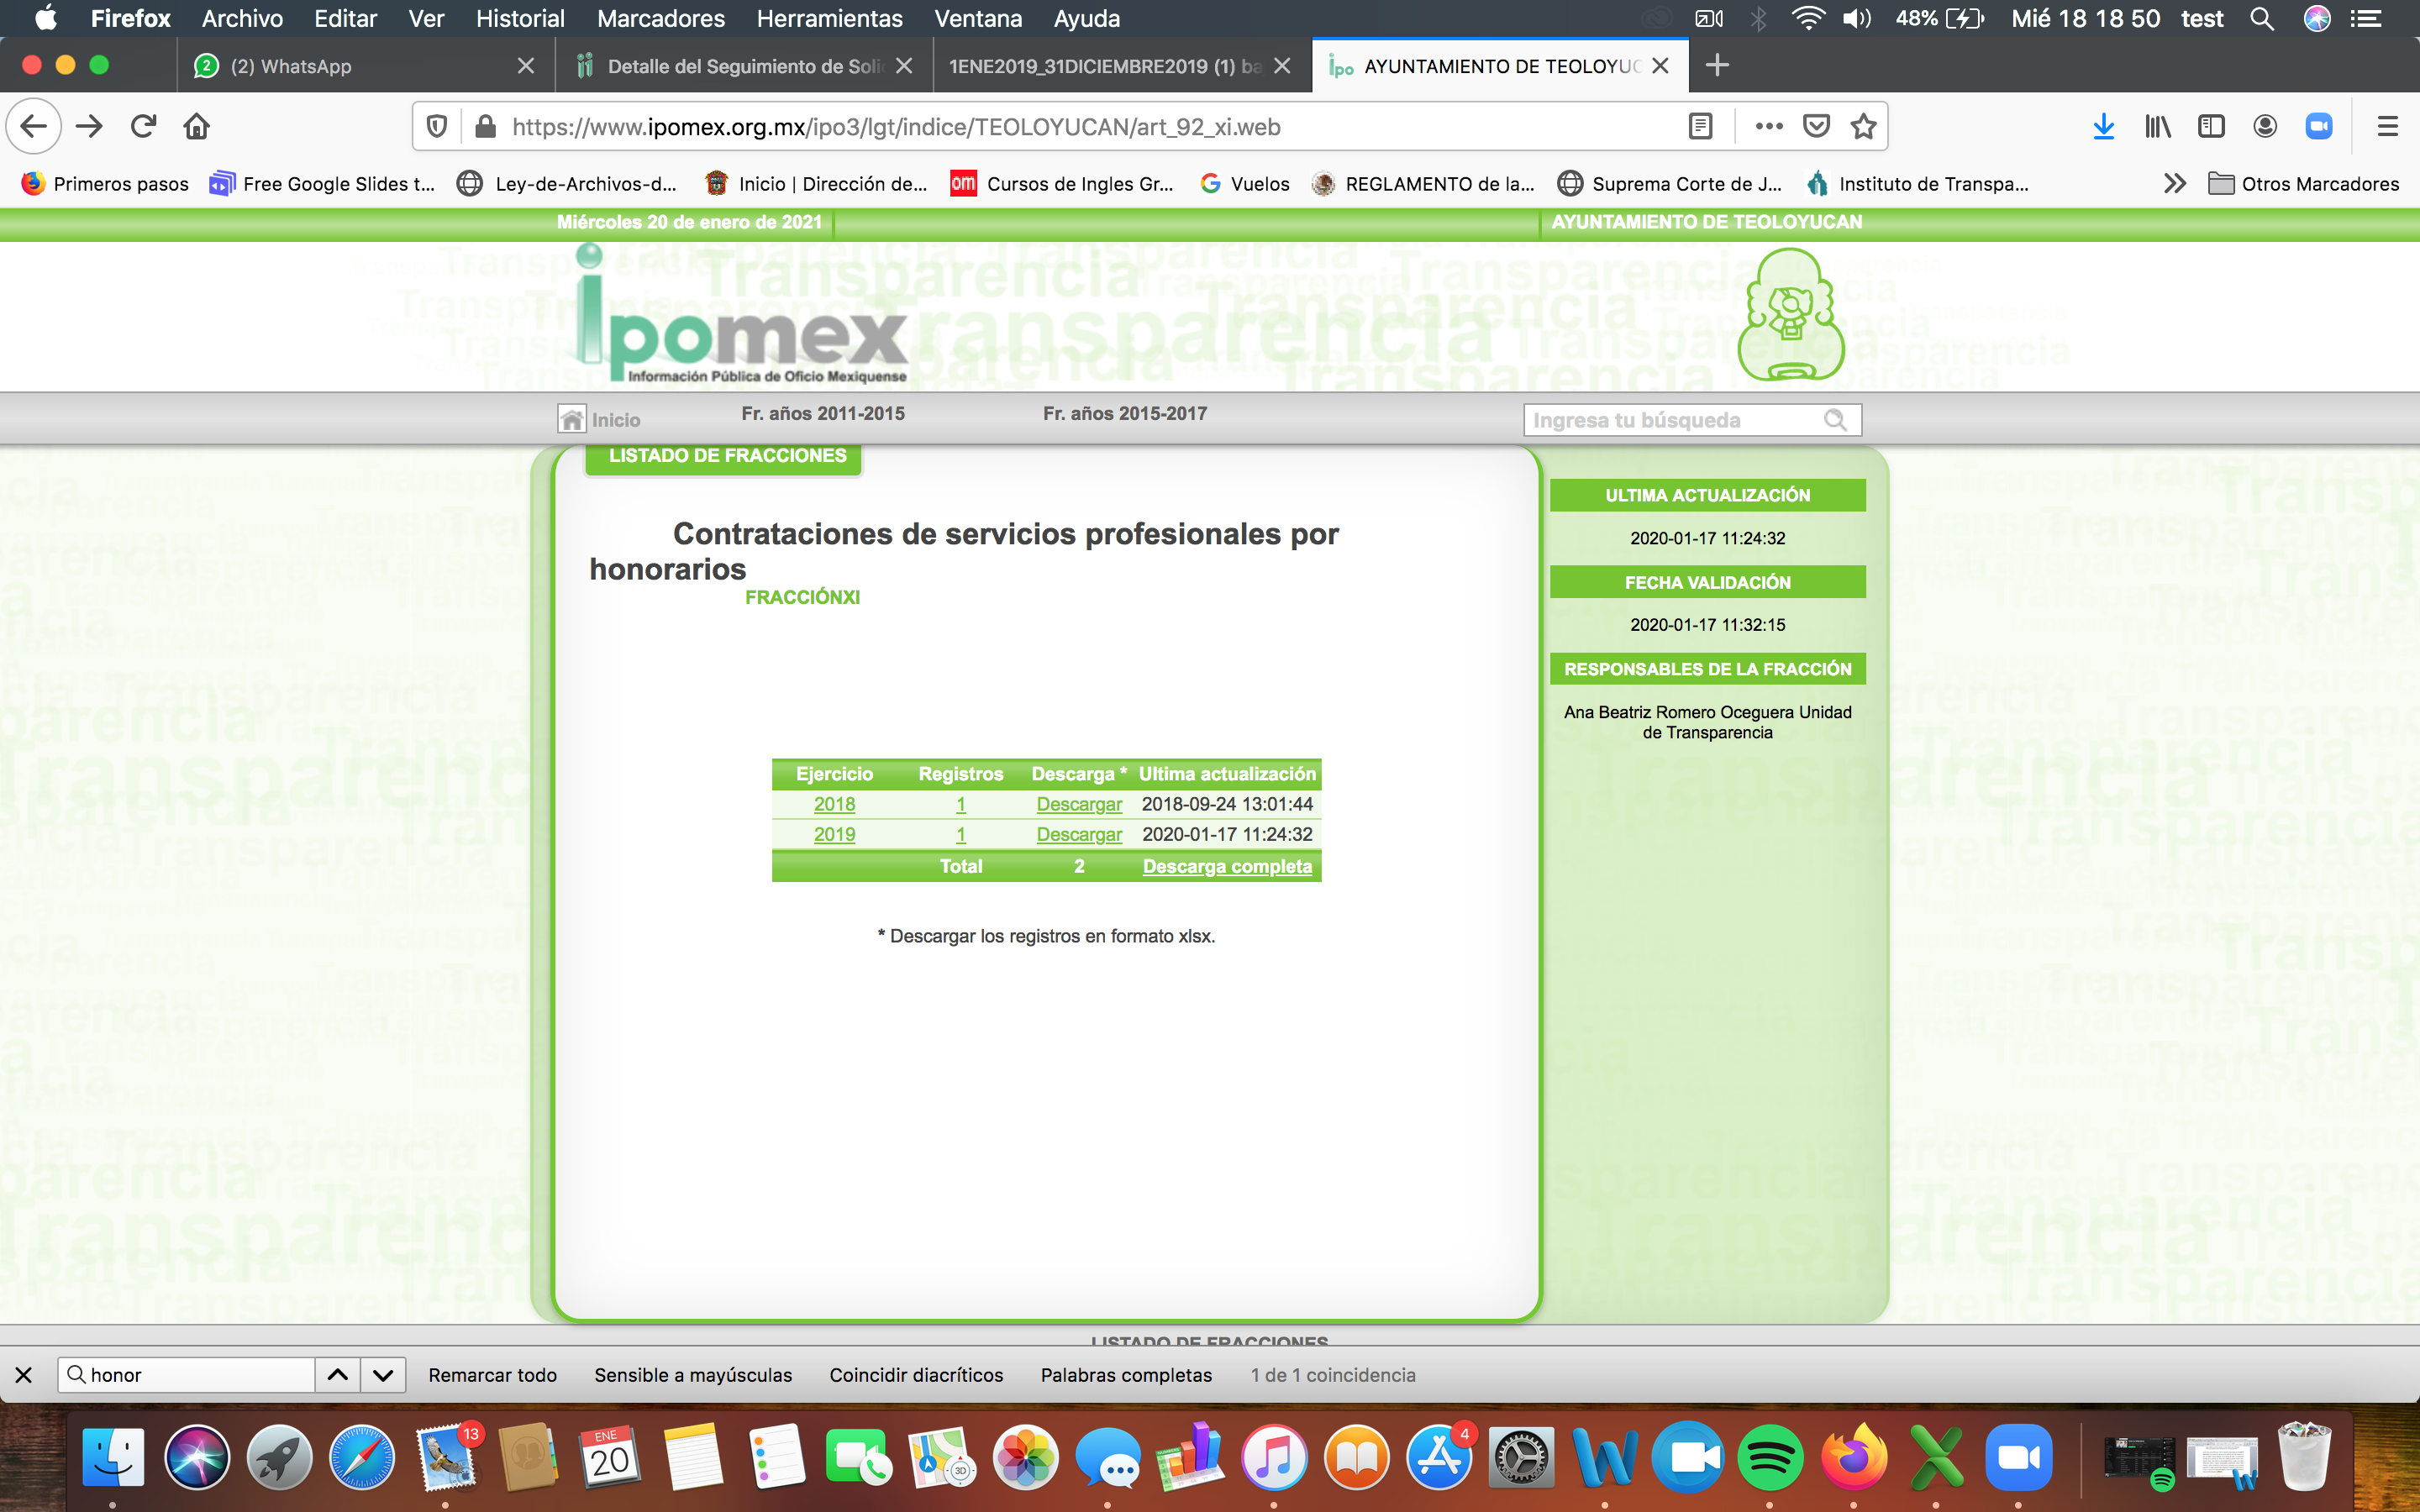 Firefox Archivo Editar Ver Historial Marcadores Herramientas Ventana Ayuda 48% Mié 18 18 50 test
2 (2) WhatsApp Detalle del Seguimiento de Soli 1ENE2019_31DICIEMBRE2019 (1) ba ipo AYUNTAMIENTO DE TEOLOYUC
https://www.ipomex.org.mx/ipo3/lgt/indice/TEOLOYUCAN/art_92_xi.web
Primeros pasos Free Google Slides t... Ley-de-Archivos-d... Inicio | Dirección de... om Cursos de Ingles Gr... G Vuelos REGLAMENTO de la... Suprema Corte de J... Instituto de Transpa... Otros Marcadores
Miércoles 20 de enero de 2021 AYUNTAMIENTO DE TEOLOYUCAN
Transparencia
ipomex
Información Pública de Oficio Mexiquense
Inicio Fr. años 2011-2015 Fr. años 2015-2017 Ingresa tu búsqueda
LISTADO DE FRACCIONES
Contrataciones de servicios profesionales por
honorarios
FRACCIÓNXI
ULTIMA ACTUALIZACIÓN
2020-01-17 11:24:32
FECHA VALIDACIÓN
2020-01-17 11:32:15
RESPONSABLES DE LA FRACCIÓN
Ana Beatriz Romero Oceguera Unidad
de Transparencia
Ejercicio Registros Descarga * Ultima actualización
2018 1 Descargar 2018-09-24 13:01:44
2019 1 Descargar 2020-01-17 11:24:32
Total 2 Descarga completa
* Descargar los registros en formato xlsx.
LISTADO DE FRACCIONES
honor Remarcar todo Sensible a mayúsculas Coincidir diacríticos Palabras completas 1 de 1 coincidencia
13 ENE 20 3D 4